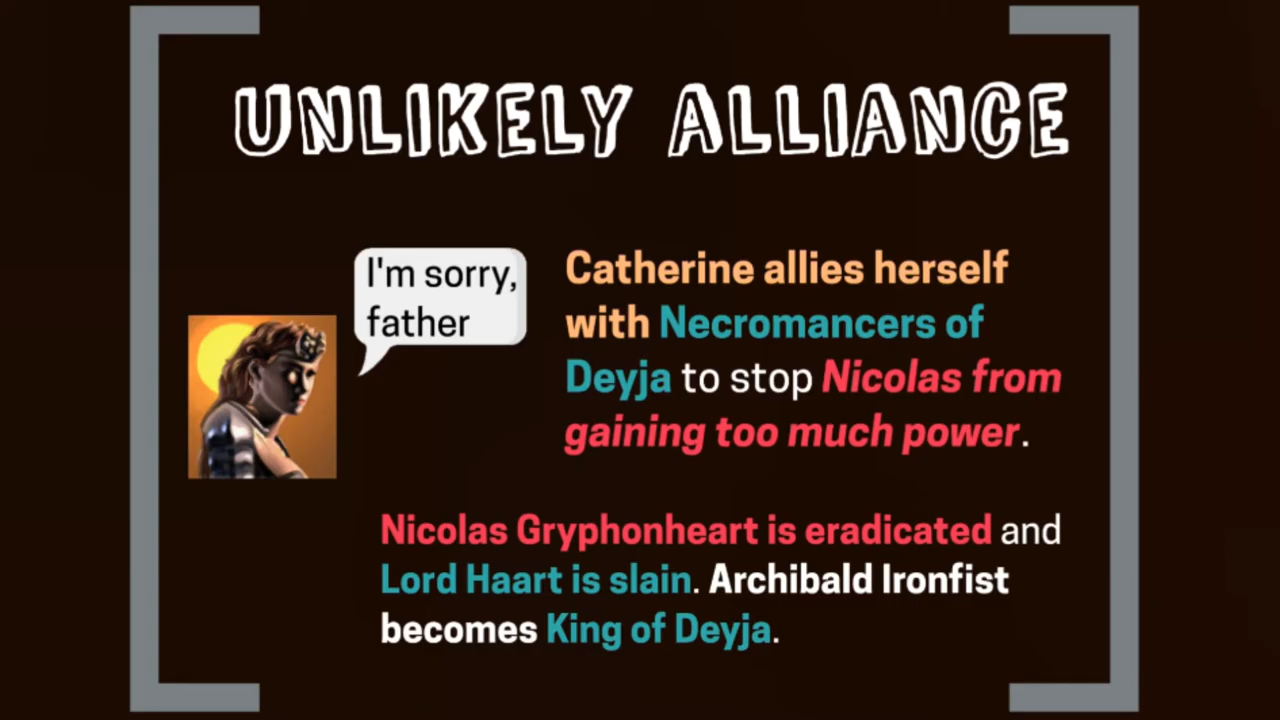 UNLIKELY ALLIANCE
I'm sorry,
father
Catherine allies herself
with Necromancers of
Deyja to stop Nicolas from
gaining too much power.
Nicolas Gryphonheart is eradicated and
Lord Haart is slain. Archibald Ironfist
becomes King of Deyja.